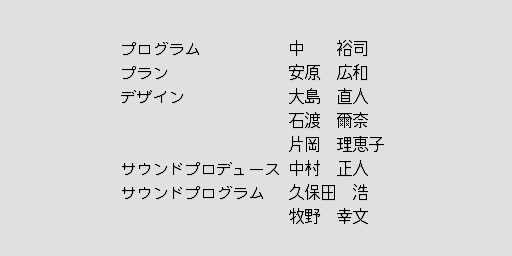 プログラム　中　　裕司
プラン　安原　広和
デザイン　大島　直人
石渡　爾奈
片岡　理恵子
サウンドプロデュース　中村　正人
サウンドプログラム　久保田　浩
牧野　幸文